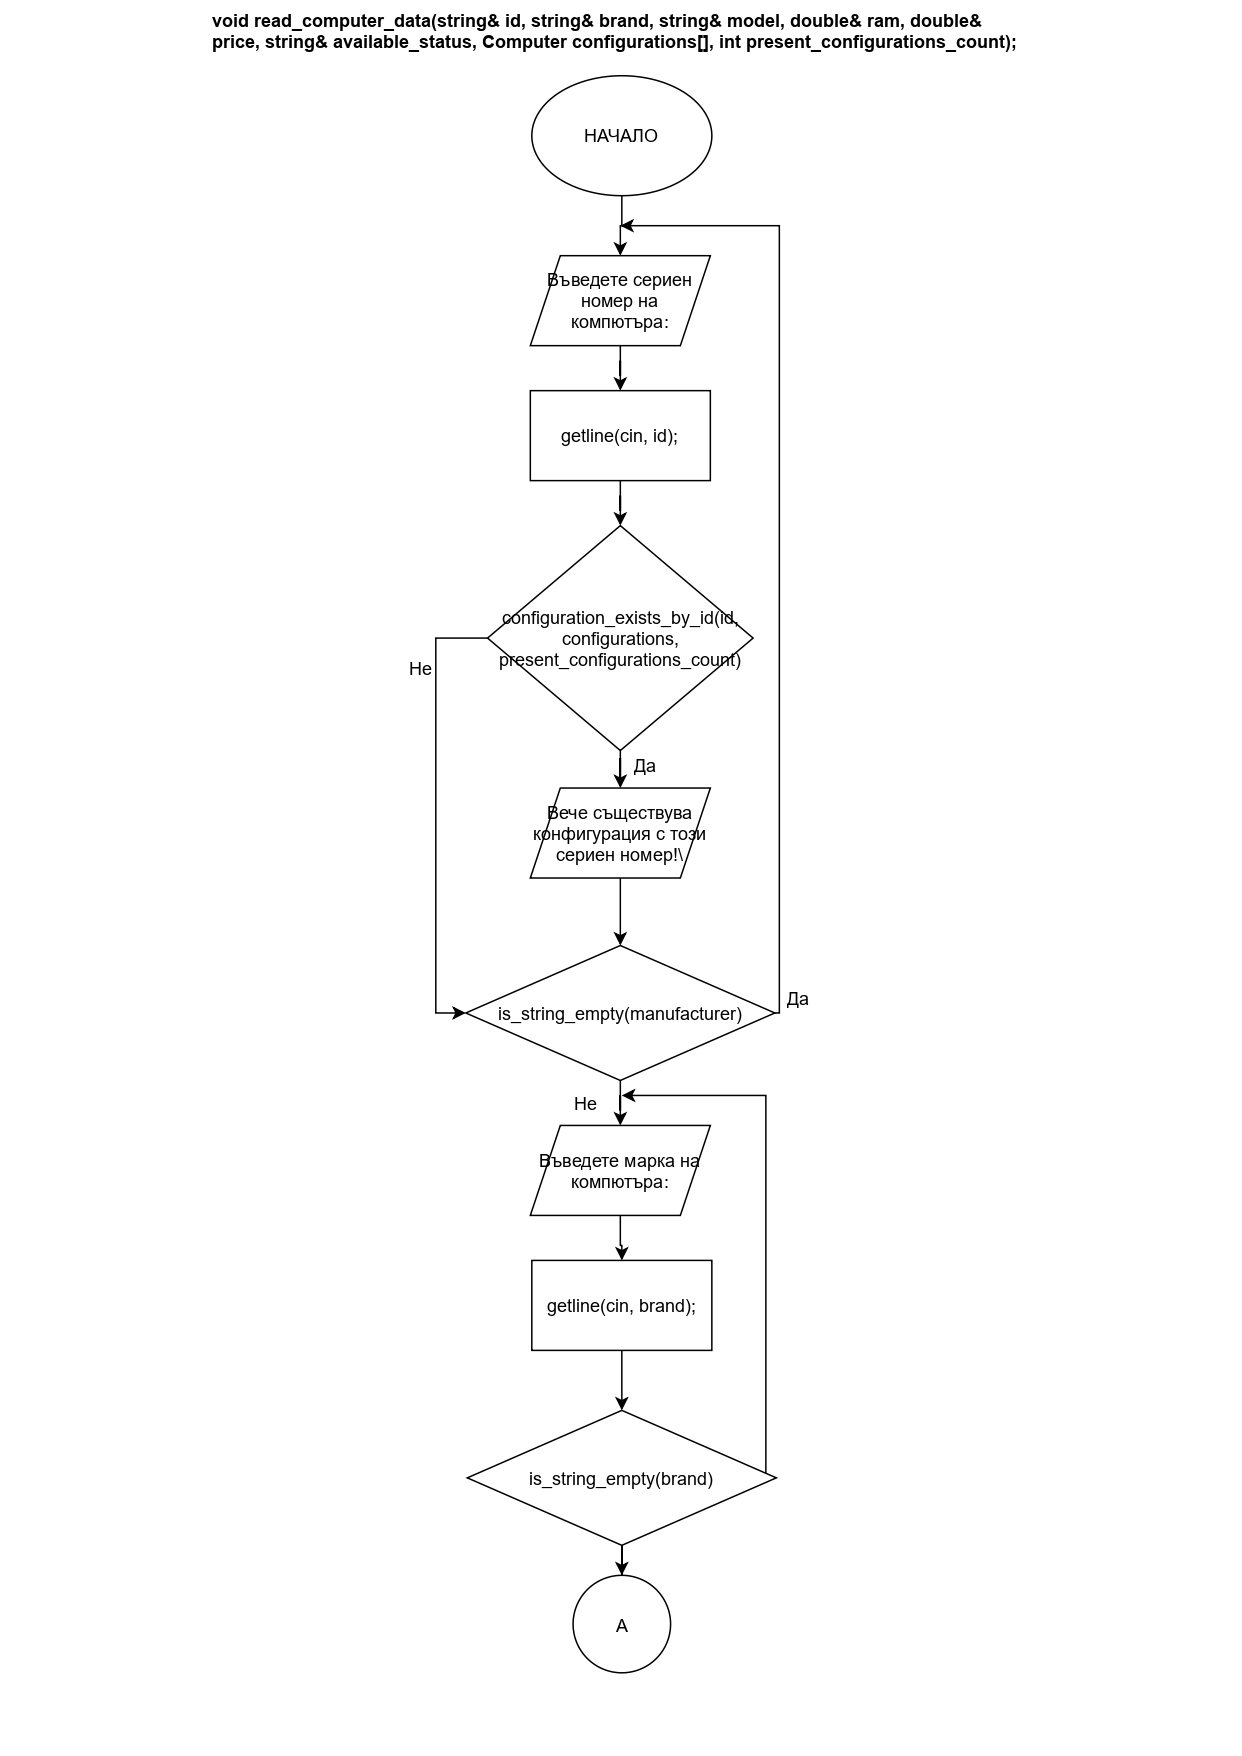 void read_computer_data(string& id, string& brand, string& model, double& ram, double&
price, string& available_status, Computer configurations[], int present_configurations_count);
НАЧАЛО
Въведете сериен
номер на
компютъра:
getline(cin, id);
configuration_exists_by_id(id,
configurations,
present_configurations_count)
Не
Да
Вече съществува
конфигурация с този
сериен номер!\
is_string_empty(manufacturer)
Да
Не
Въведете марка на
компютъра:
getline(cin, brand);
is_string_empty(brand)
A